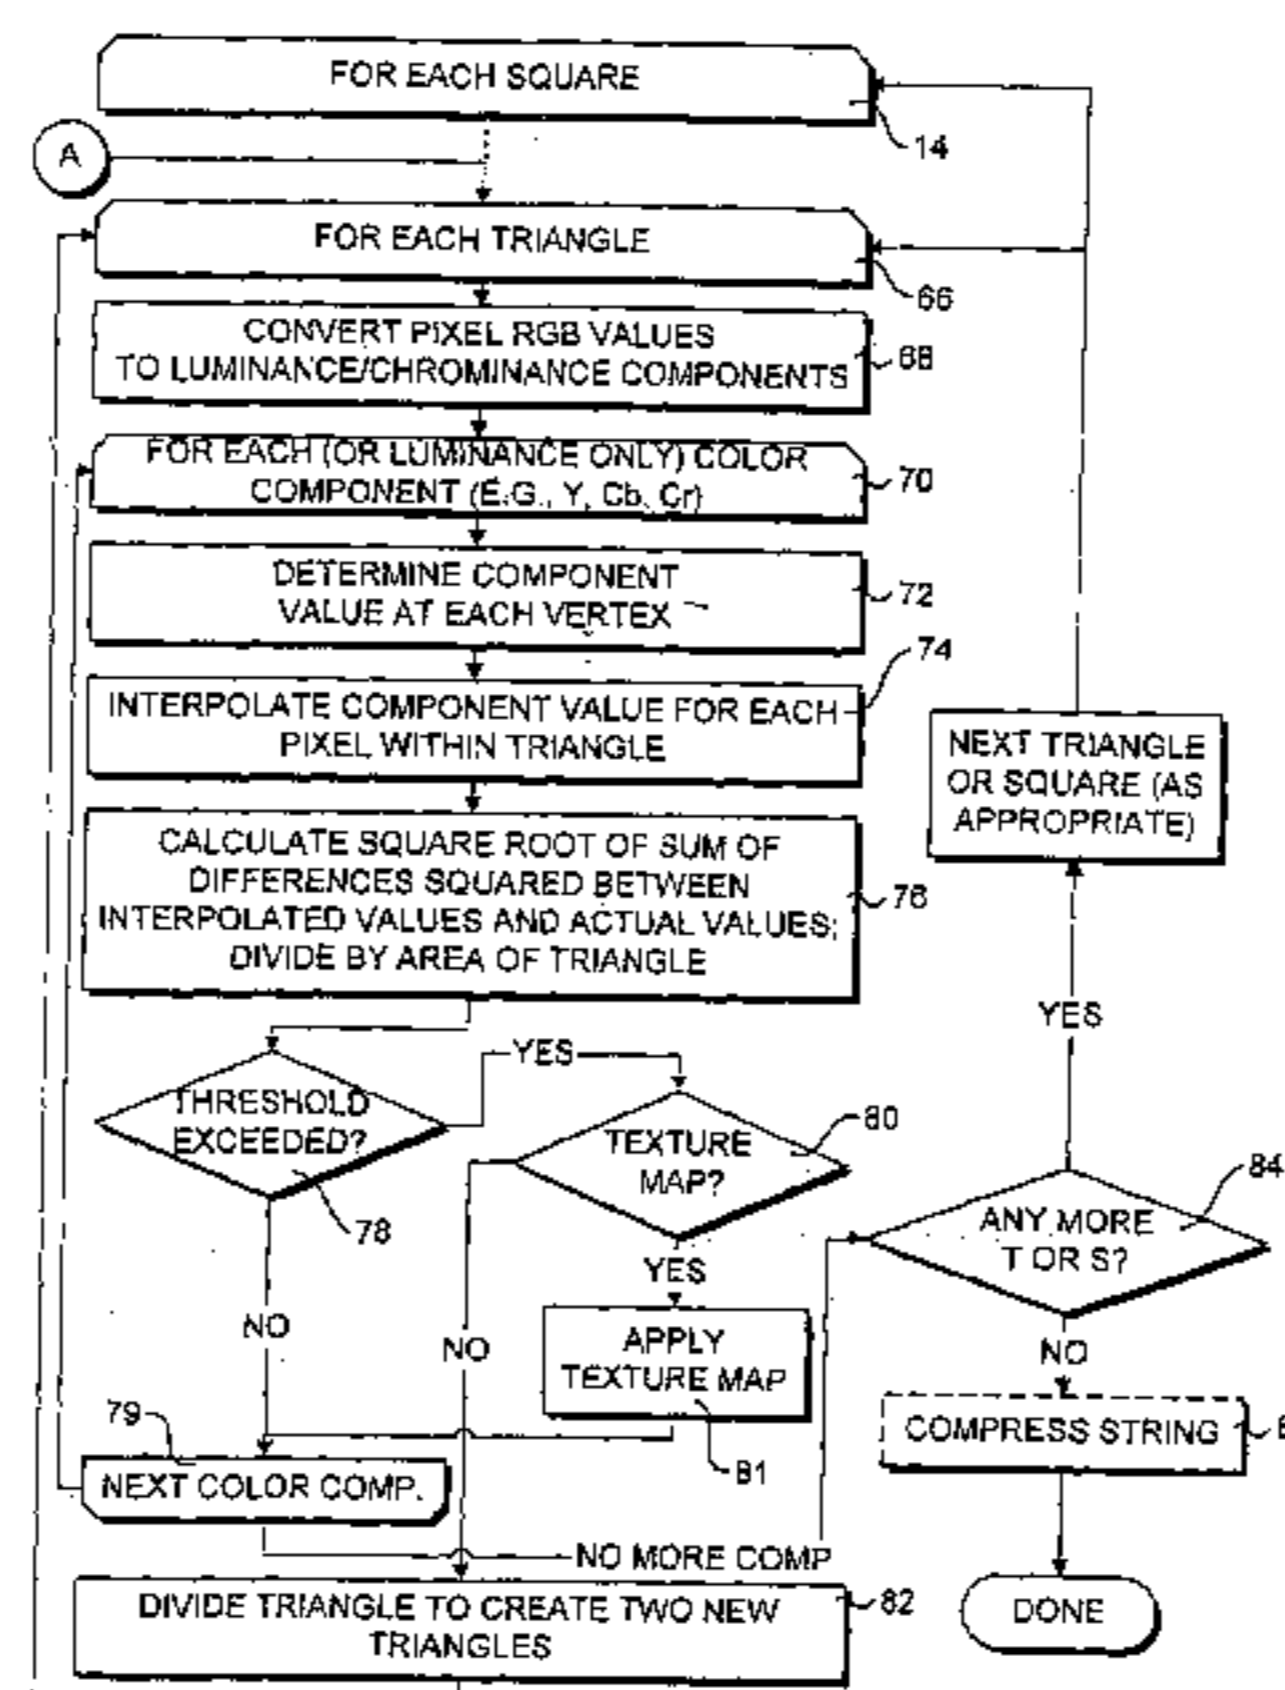 FOR EACH SQUARE
14
A
FOR EACH TRIANGLE
66
CONVERT PIXEL RGB VALUES
TO LUMINANCE/CHROMINANCE COMPONENTS
68
FOR EACH (OR LUMINANCE ONLY) COLOR
COMPONENT (E.G., Y, Cb, Cr)
70
DETERMINE COMPONENT
VALUE AT EACH VERTEX
72
74
INTERPOLATE COMPONENT VALUE FOR EACH
PIXEL WITHIN TRIANGLE
NEXT TRIANGLE
OR SQUARE (AS
APPROPRIATE)
CALCULATE SQUARE ROOT OF SUM OF
DIFFERENCES SQUARED BETWEEN
INTERPOLATED VALUES AND ACTUAL VALUES;
DIVIDE BY AREA OF TRIANGLE
76
YES
YES
THRESHOLD
EXCEEDED?
78
TEXTURE
MAP?
80
84
ANY MORE
T OR S?
YES
NO
NO
NO
APPLY
TEXTURE MAP
81
COMPRESS STRING
79
NEXT COLOR COMP.
NO MORE COMP
DIVIDE TRIANGLE TO CREATE TWO NEW
TRIANGLES
82
DONE